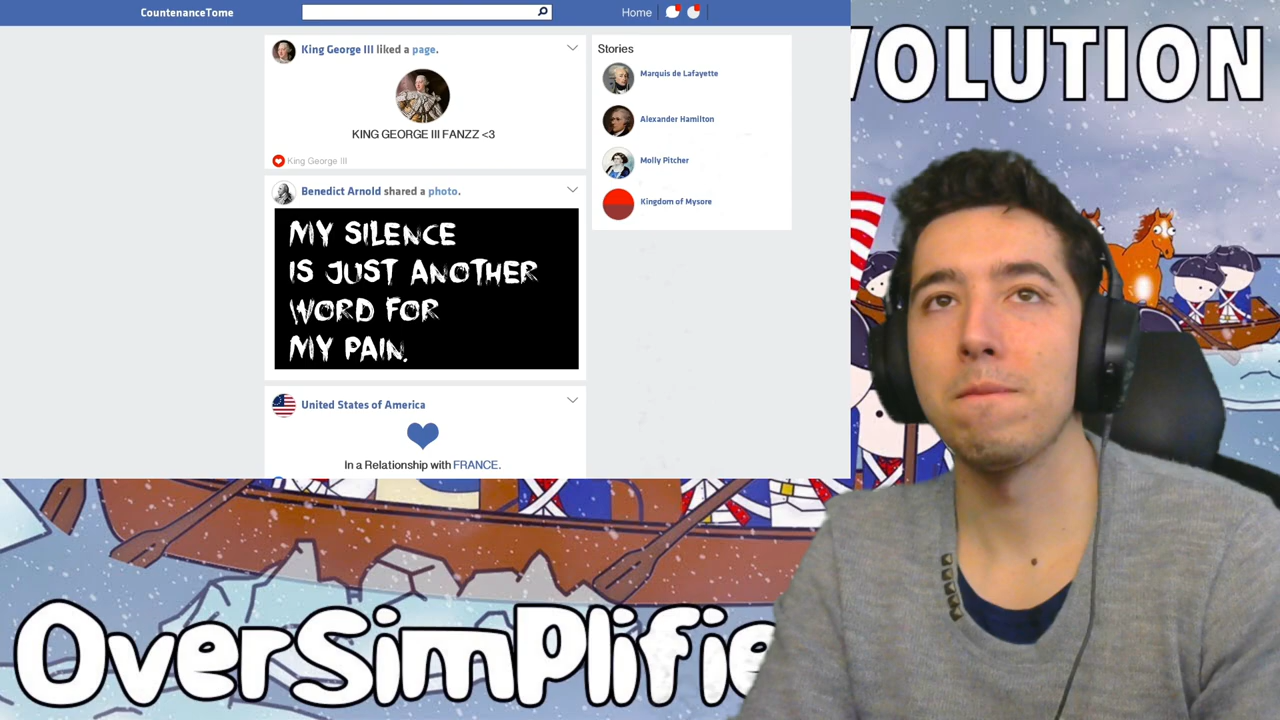 CountenanceTome
Home
King George III liked a page.
KING GEORGE III FANZZ <3
King George III
Benedict Arnold shared a photo.
MY SILENCE
IS JUST ANOTHER
WORD FOR
MY PAIN.
United States of America
In a Relationship with FRANCE.
Stories
Marquis de Lafayette
Alexander Hamilton
Molly Pitcher
Kingdom of Mysore
VOLUTION
OverSimplifie